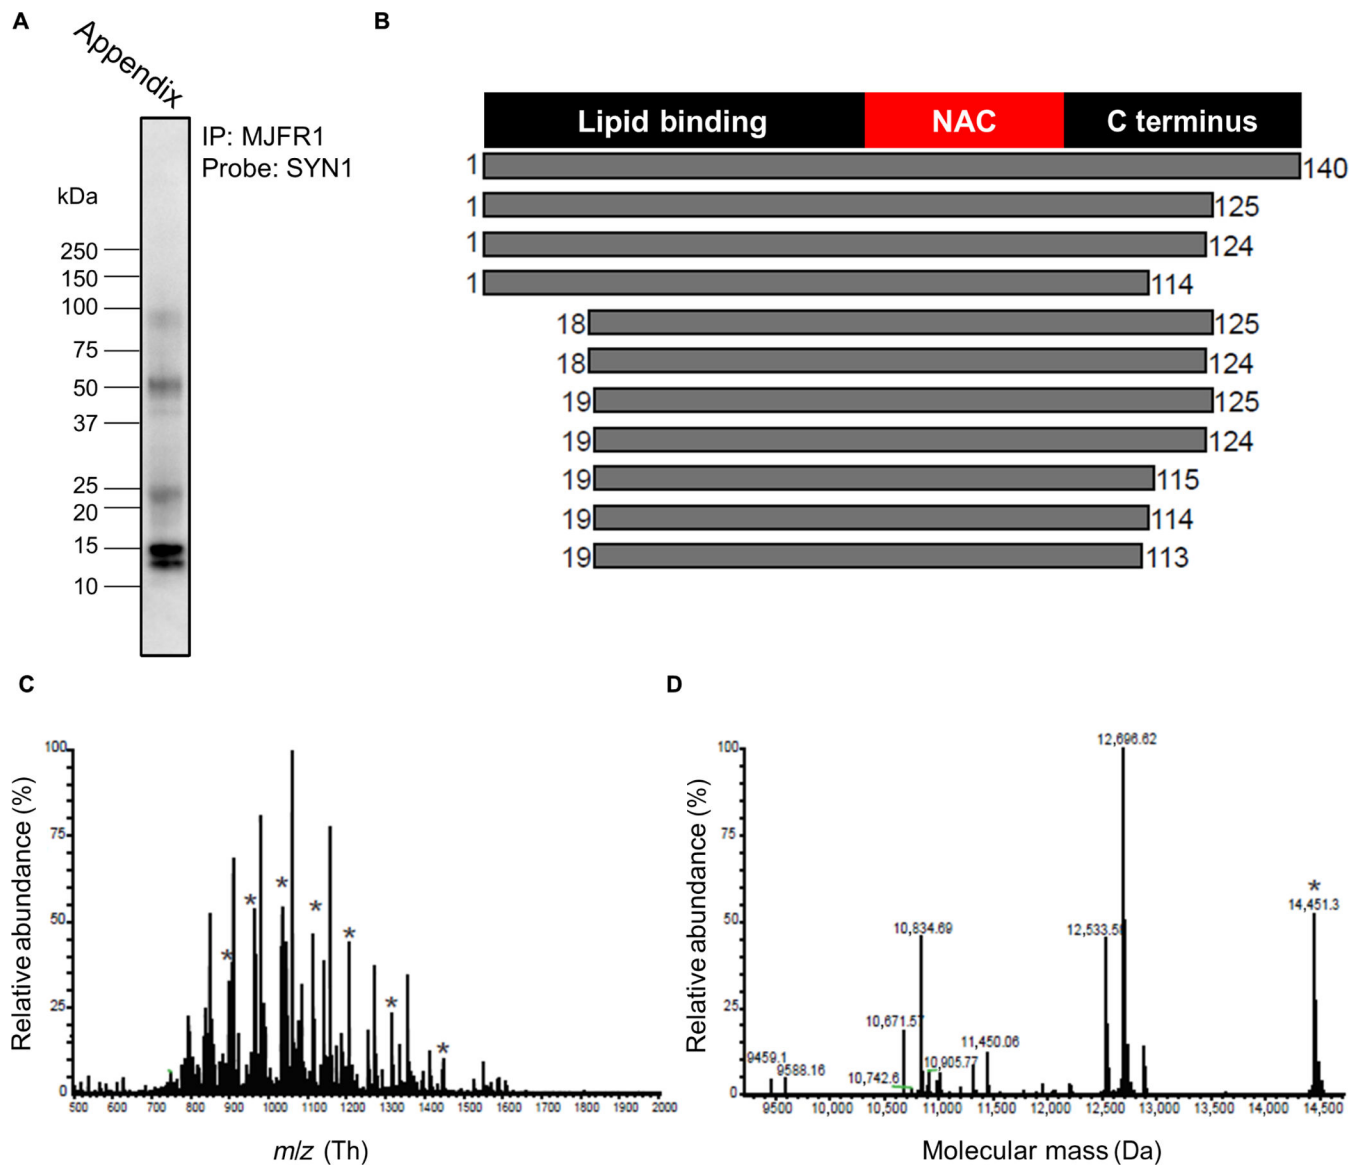 A
Appendix
IP: MJFR1
Probe: SYN1
kDa
250
150
100
75
50
37
25
20
15
10
B
Lipid binding NAC C terminus
1 140
1 125
1 124
1 114
18 125
18 124
19 125
19 124
19 115
19 114
19 113
C
Relative abundance (%)
100
75
50
25
0
* * * * * * *
500 600 700 800 900 1000 1100 1200 1300 1400 1500 1600 1700 1800 1900 2000
m/z (Th)
D
Relative abundance (%)
100
75
50
25
0
12,696.62
*
14,451.3
10,834.69
12,533.5
10,671.57
11,450.06
9459.1
9588.16
10,905.77
10,742.6
9500 10,000 10,500 11,000 11,500 12,000 12,500 13,000 13,500 14,000 14,500
Molecular mass (Da)